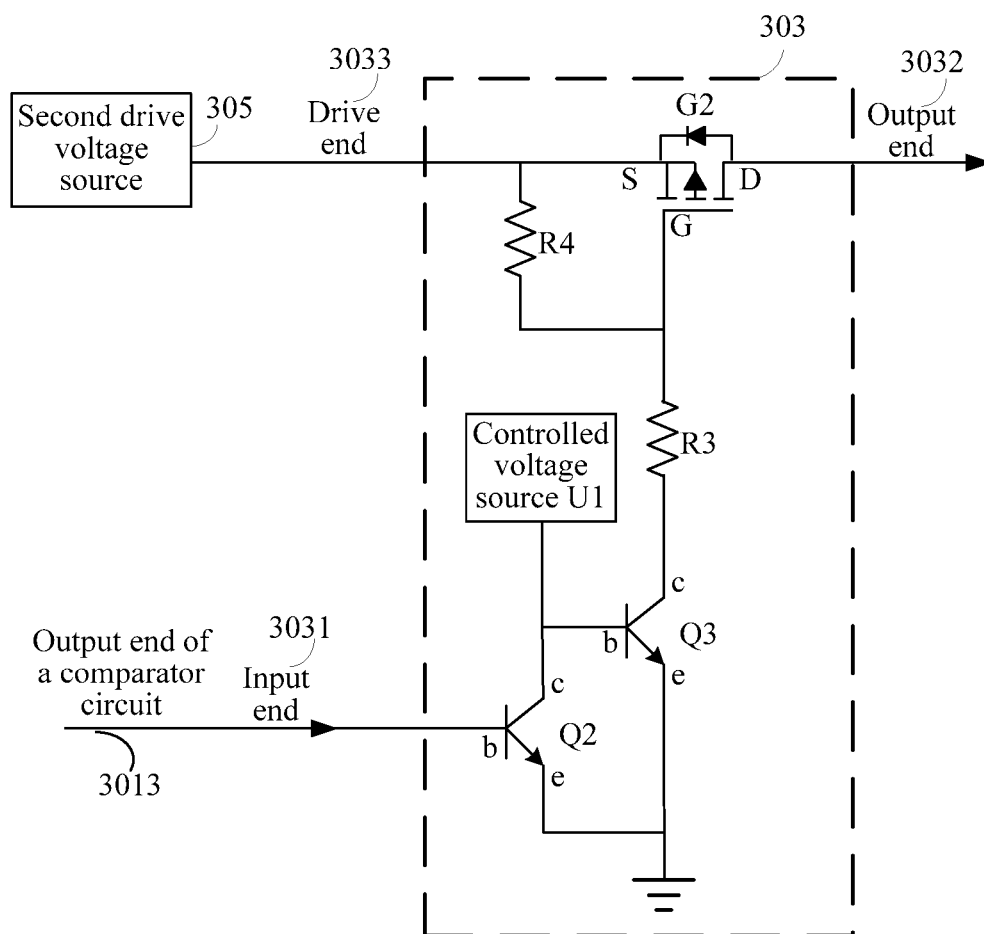 303
3033
3032
Second drive
voltage
source
305
Drive
end
G2
Output
end
S
D
G
R4
Controlled
voltage
source U1
R3
c
Output end of
a comparator
circuit
3031
Input
end
b
Q3
e
c
b
Q2
e
3013